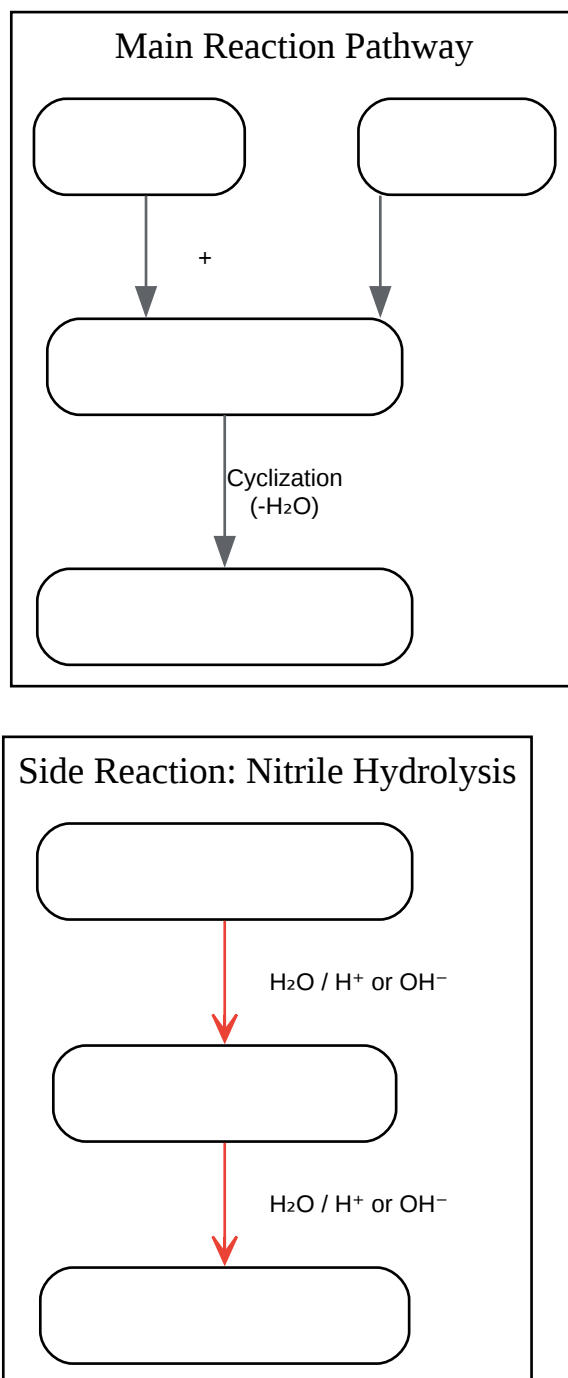 Main Reaction Pathway
+
Cyclization
(-H₂O)
Side Reaction: Nitrile Hydrolysis
H₂O / H⁺ or OH⁻
H₂O / H⁺ or OH⁻